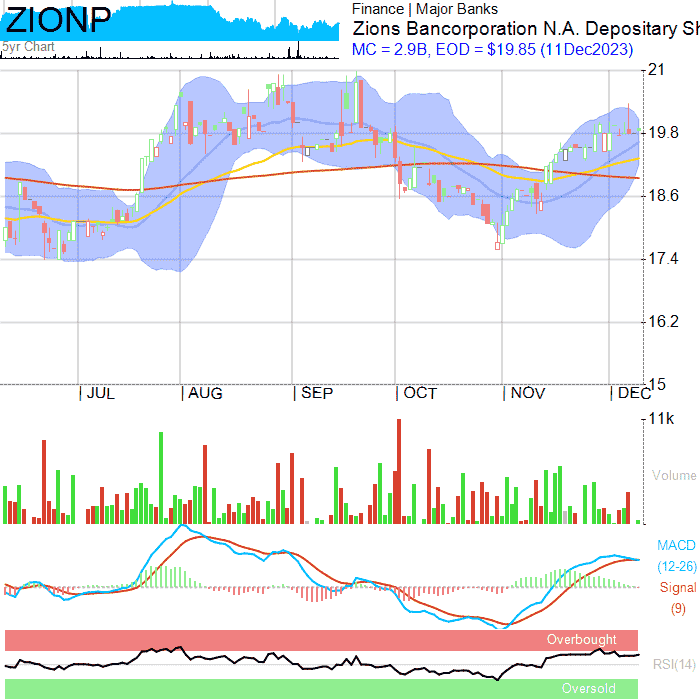 ZIONP
5yr Chart
Finance | Major Banks
Zions Bancorporation N.A. Depositary Sh
MC = 2.9B, EOD = $19.85 (11Dec2023)
21
19.8
18.6
17.4
16.2
15
JUL AUG SEP OCT NOV DEC
11k
Volume
MACD
(12-26)
Signal
(9)
Overbought
RSI(14)
Oversold